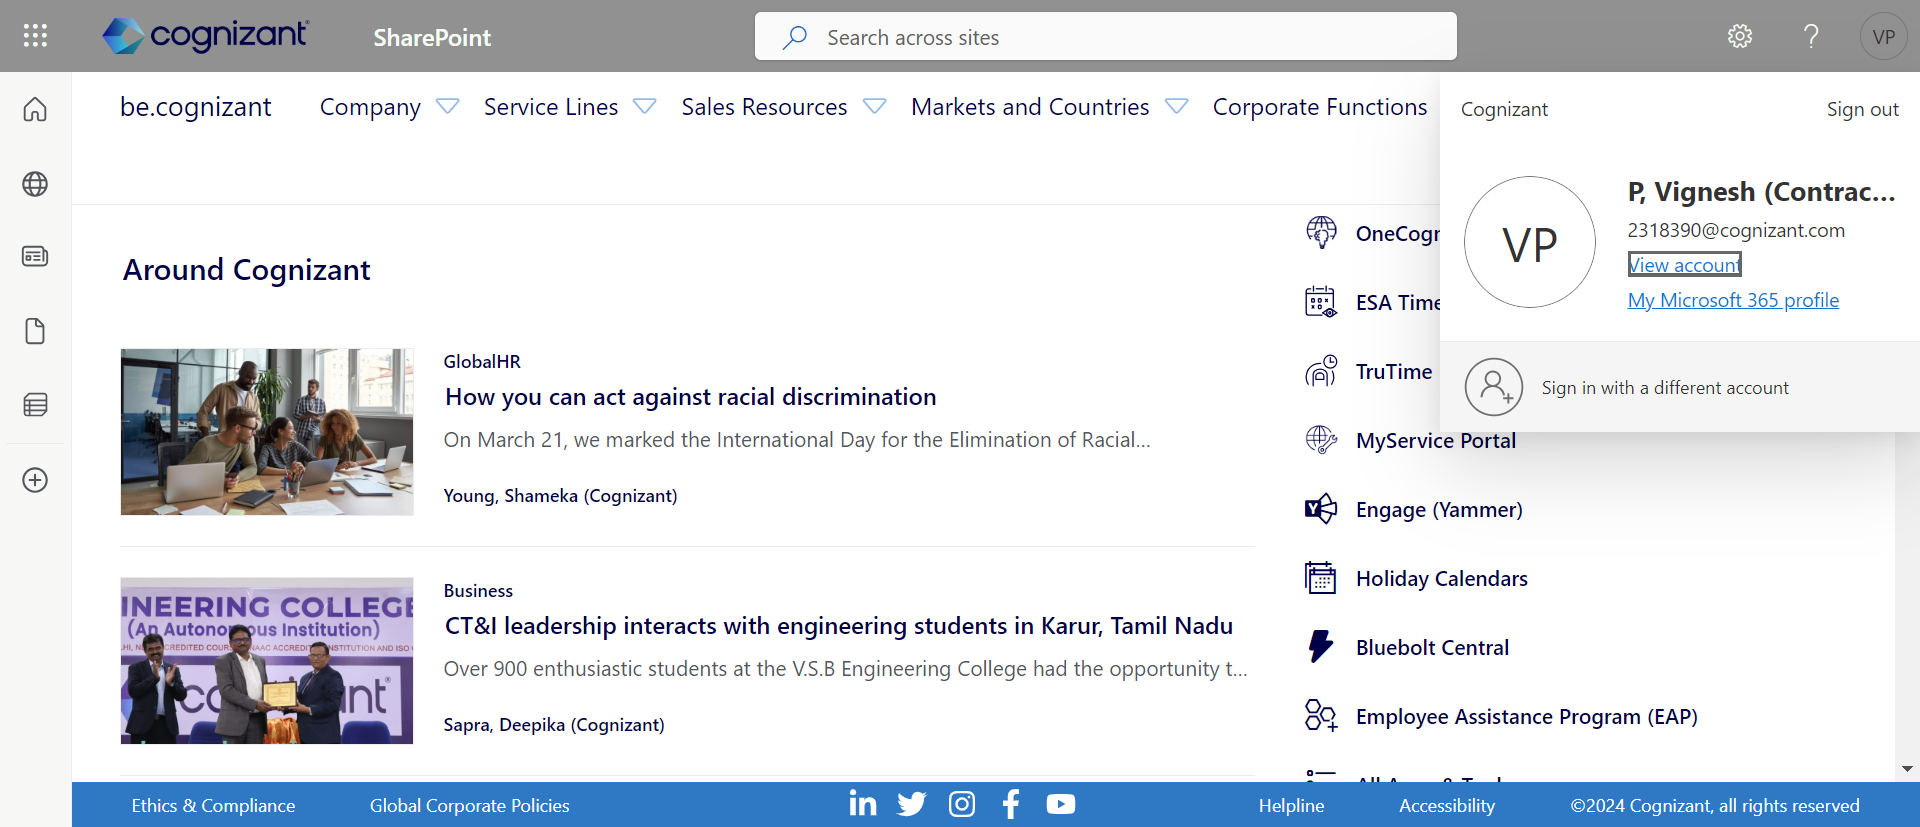 cognizant
SharePoint
Search across sites
VP
be.cognizant
Company
Service Lines
Sales Resources
Markets and Countries
Corporate Functions
Cognizant
Sign out
VP
P, Vignesh (Contrac...
2318390@cognizant.com
View account
My Microsoft 365 profile
Sign in with a different account
Around Cognizant
GlobalHR
How you can act against racial discrimination
On March 21, we marked the International Day for the Elimination of Racial...
Young, Shameka (Cognizant)
NEERING COLLEGE
(An Autonomous Institution)
cognizant
Business
CT&I leadership interacts with engineering students in Karur, Tamil Nadu
Over 900 enthusiastic students at the V.S.B Engineering College had the opportunity t...
Sapra, Deepika (Cognizant)
OneCogn
ESA Time
TruTime
MyService Portal
Engage (Yammer)
Holiday Calendars
Bluebolt Central
Employee Assistance Program (EAP)
Ethics & Compliance
Global Corporate Policies
Helpline
Accessibility
©2024 Cognizant, all rights reserved